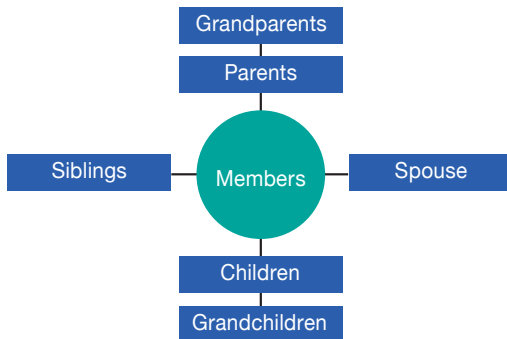 Grandparents
Parents
Siblings
Members
Spouse
Children
Grandchildren